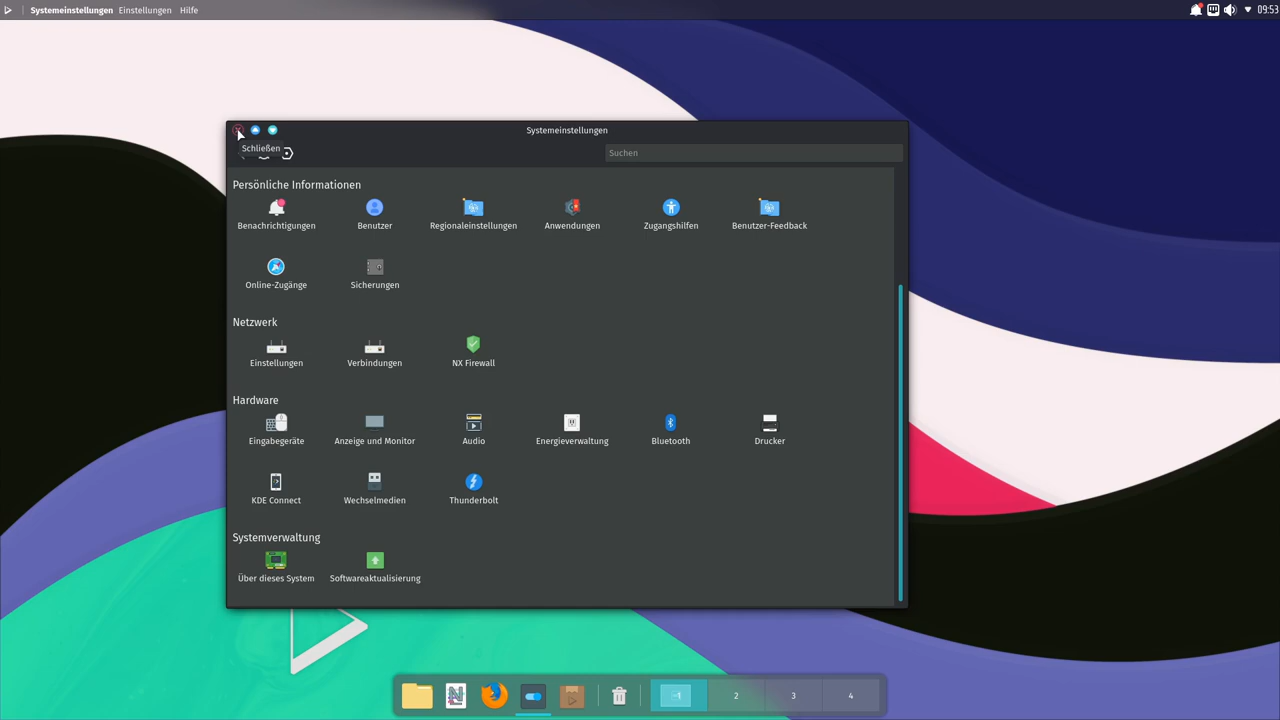 Systemeinstellungen Einstellungen Hilfe
09:53
Systemeinstellungen
Schließen
Suchen
Persönliche Informationen
Benachrichtigungen Benutzer Regionaleinstellungen Anwendungen Zugangshilfen Benutzer-Feedback
Online-Zugänge Sicherungen
Netzwerk
Einstellungen Verbindungen NX Firewall
Hardware
Eingabegeräte Anzeige und Monitor Audio Energieverwaltung Bluetooth Drucker
KDE Connect Wechselmedien Thunderbolt
Systemverwaltung
Über dieses System Softwareaktualisierung
2 3 4